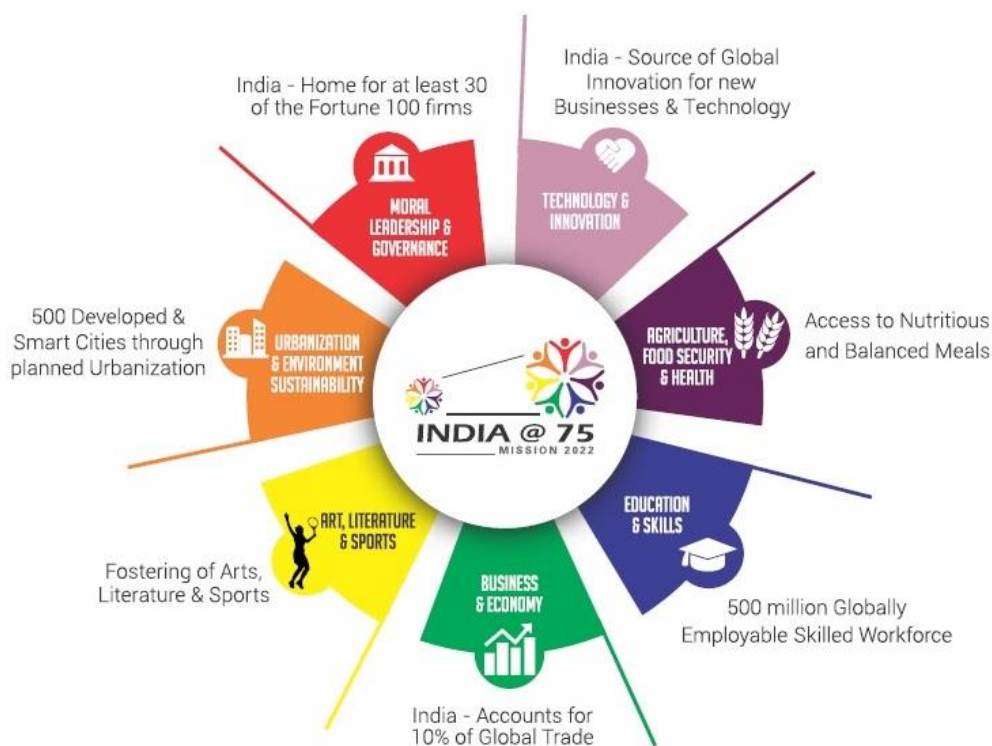 India - Home for at least 30
of the Fortune 100 firms
India - Source of Global
Innovation for new
Businesses & Technology
MORAL
LEADERSHIP &
GOVERNANCE
TECHNOLOGY &
INNOVATION
500 Developed &
Smart Cities through
planned Urbanization
URBANIZATION
& ENVIRONMENT
SUSTAINABILITY
AGRICULTURE,
FOOD SECURITY
& HEALTH
Access to Nutritious
and Balanced Meals
INDIA @ 75
MISSION 2022
ART, LITERATURE
& SPORTS
Fostering of Arts,
Literature & Sports
EDUCATION
& SKILLS
500 million Globally
Employable Skilled Workforce
BUSINESS
& ECONOMY
India - Accounts for
10% of Global Trade